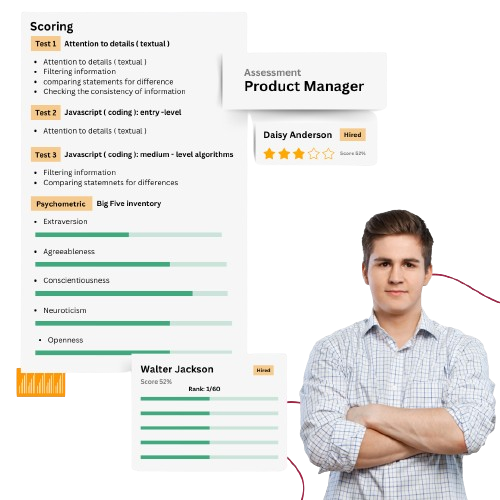 Scoring
Test 1 Attention to details ( textual )
Attention to details ( textual )
Filtering information
comparing statements for difference
Checking the consistency of information
Test 2 Javascript ( coding ): entry -level
Attention to details ( textual )
Test 3 Javascript ( coding ): medium - level algorithms
Filtering information
Comparing statemnets for differences
Psychometric Big Five inventory
Extraversion
Agreeableness
Conscientiousness
Neuroticism
Openness
Assessment
Product Manager
Daisy Anderson Hired
Score 52%
Walter Jackson Hired
Score 52%
Rank: 1/60